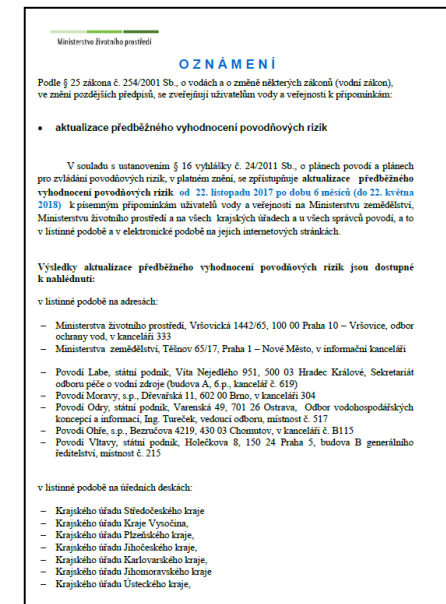 Ministerstvo životního prostředí
OZNÁMENÍ
Podle § 25 zákona č. 254/2001 Sb., o vodách a o změně některých zákonů (vodní zákon),
ve znění pozdějších předpisů, se zveřejňují uživatelům vody a veřejnosti k připomínkám:
• aktualizace předběžného vyhodnocení povodňových rizik
V souladu s ustanovením § 16 vyhlášky č. 24/2011 Sb., o plánech povodí a plánech
pro zvládání povodňových rizik, v platném znění, se zpřístupňuje aktualizace předběžného
vyhodnocení povodňových rizik od 22. listopadu 2017 po dobu 6 měsíců (do 22. května
2018) k písemným připomínkám uživatelů vody a veřejnosti na Ministerstvu zemědělství,
Ministerstvu životního prostředí a na všech krajských úřadech a u všech správců povodí, a to
v listinné podobě a v elektronické podobě na jejich internetových stránkách.
Výsledky aktualizace předběžného vyhodnocení povodňových rizik jsou dostupné
k nahlédnutí:
v listinné podobě na adresách:
– Ministerstva životního prostředí, Vršovická 1442/65, 100 00 Praha 10 – Vršovice, odbor
ochrany vod, v kanceláři 333
– Ministerstva zemědělství, Těšnov 65/17, Praha 1 – Nové Město, v informační kanceláři
– Povodí Labe, státní podnik, Víta Nejedlého 951, 500 03 Hradec Králové, Sekretariát
odboru péče o vodní zdroje (budova A, 6.p., kancelář č. 619)
– Povodí Moravy, s.p., Dřevařská 11, 602 00 Brno, v kanceláři 304
– Povodí Odry, státní podnik, Varenská 49, 701 26 Ostrava, Odbor vodohospodářských
koncepcí a informací, Ing. Tureček, vedoucí odboru, místnost č. 517
– Povodí Ohře, s.p., Bezručova 4219, 430 03 Chomutov, v kanceláři č. B115
– Povodí Vltavy, státní podnik, Holečkova 8, 150 24 Praha 5, budova B generálního
ředitelství, místnost č. 215
v listinné podobě na úředních deskách:
– Krajského úřadu Středočeského kraje
– Krajského úřadu Kraje Vysočina,
– Krajského úřadu Plzeňského kraje,
– Krajského úřadu Jihočeského kraje,
– Krajského úřadu Karlovarského kraje,
– Krajského úřadu Jihomoravského kraje
– Krajského úřadu Ústeckého kraje,